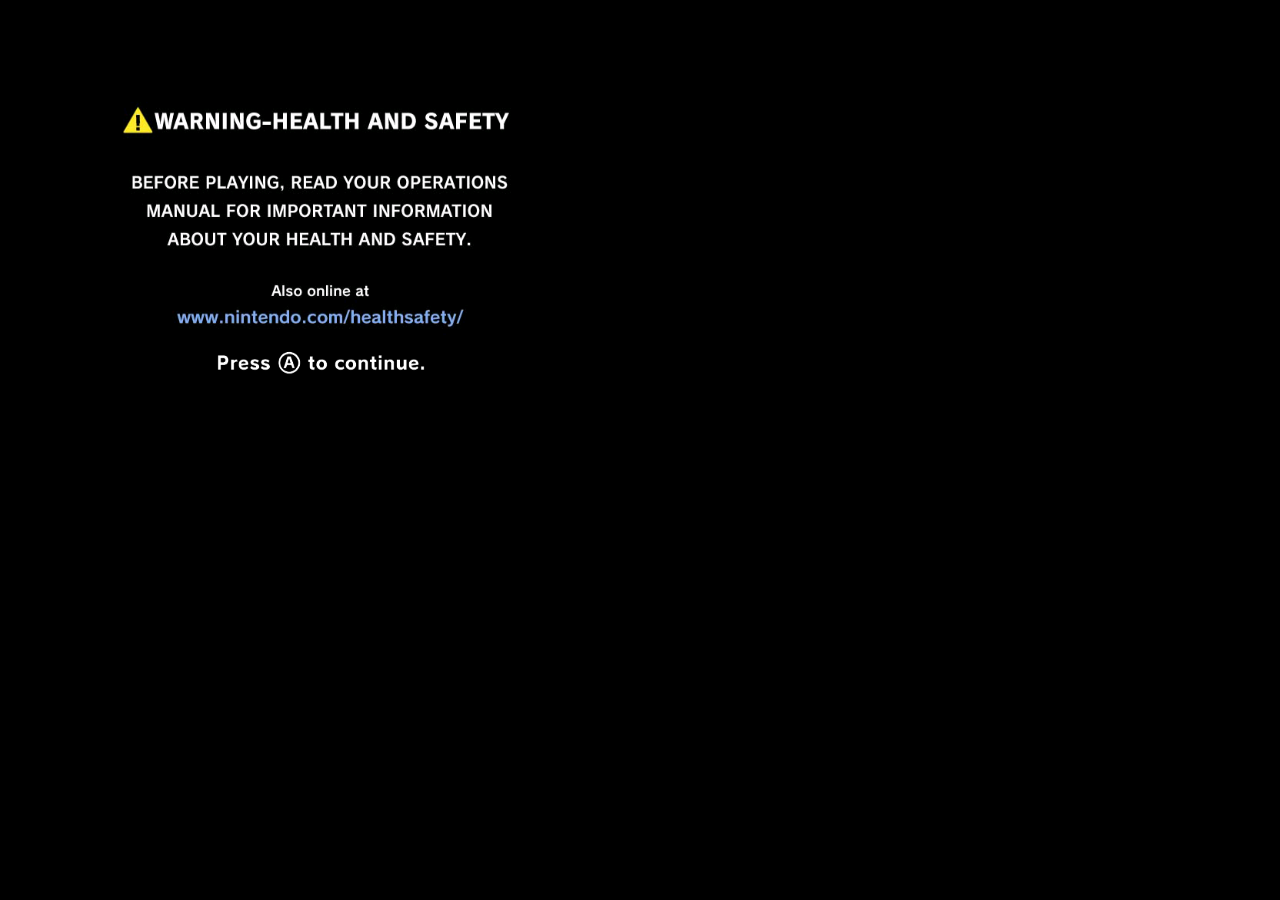 WARNING-HEALTH AND SAFETY
BEFORE PLAYING, READ YOUR OPERATIONS
MANUAL FOR IMPORTANT INFORMATION
ABOUT YOUR HEALTH AND SAFETY.
Also online at
www.nintendo.com/healthsafety/
Press Ⓐ to continue.